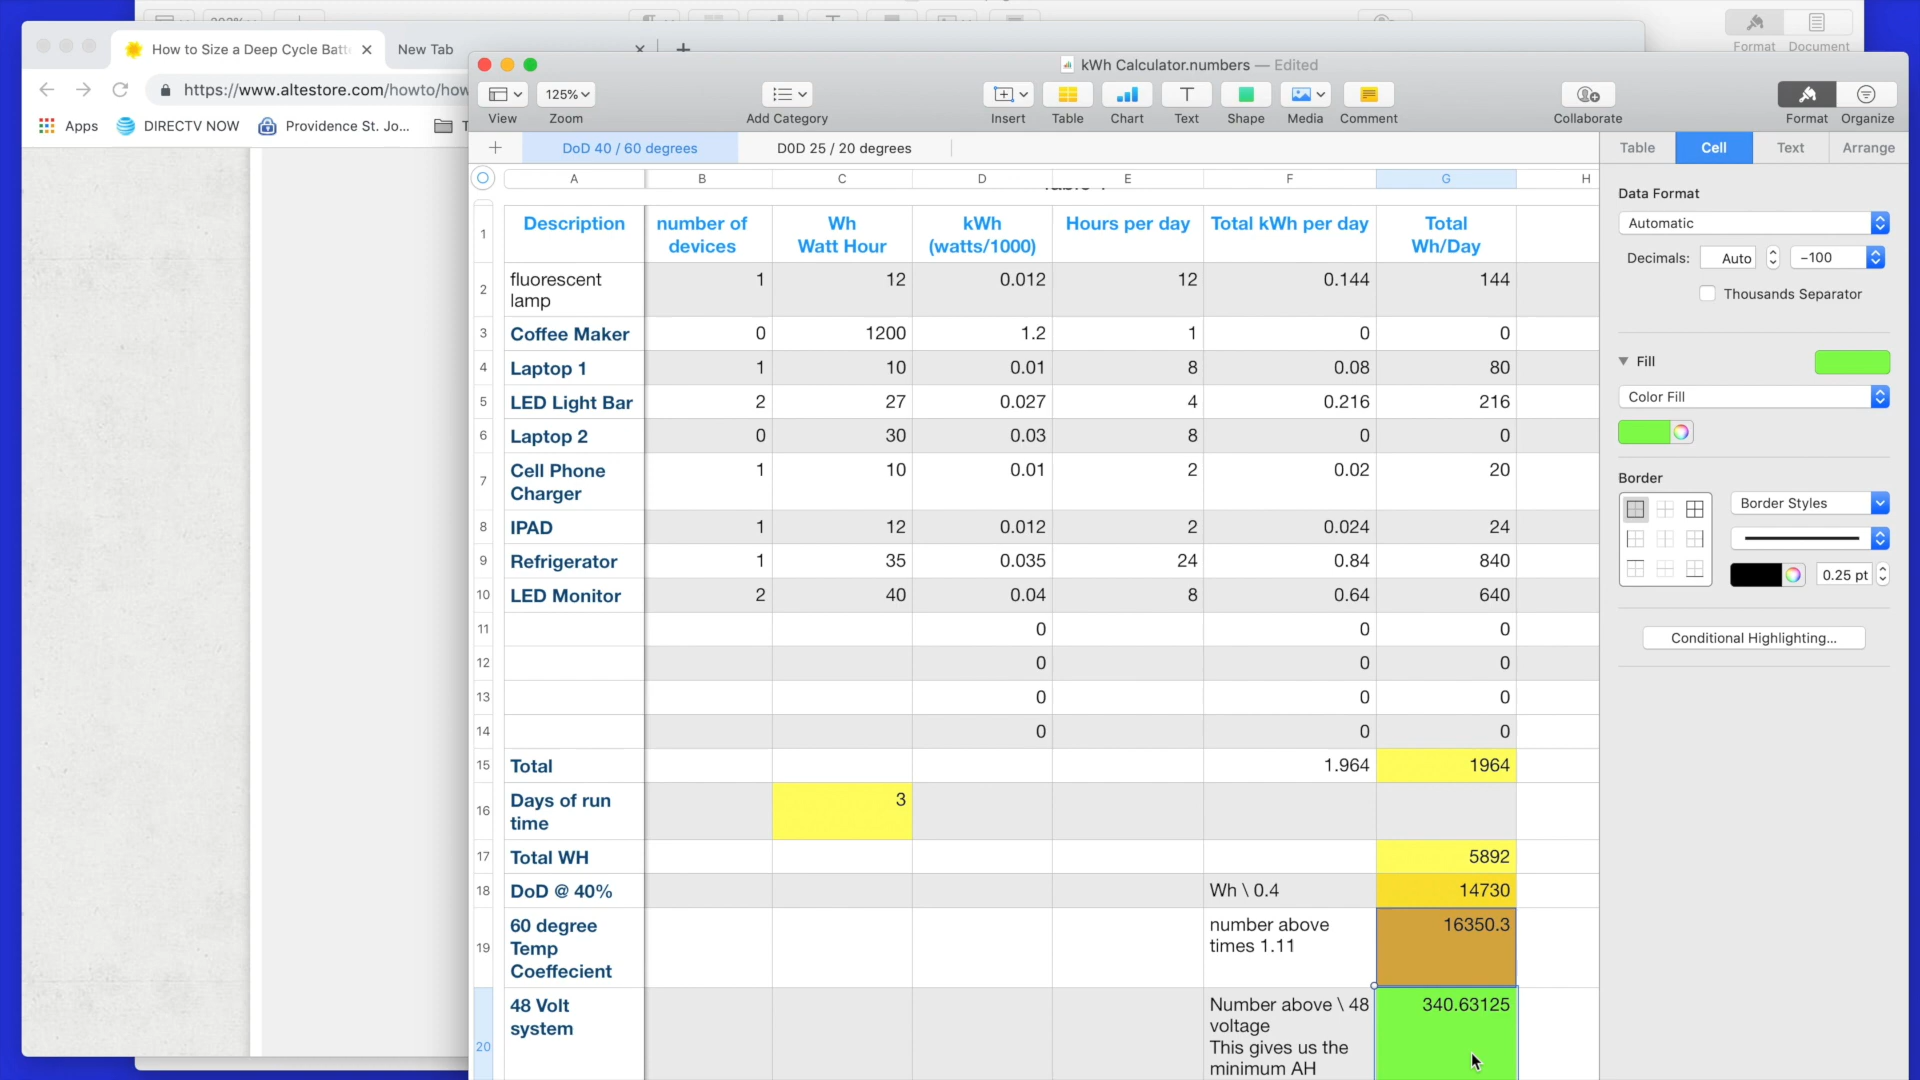 Format Document
How to Size a Deep Cycle Batt
New Tab
https://www.altestore.com/howto/how
Apps
DIRECTV NOW
Providence St. Jo...
kWh Calculator.numbers — Edited
125%
View Zoom Add Category Insert Table Chart Text Shape Media Comment Collaborate Format Organize
DoD 40 / 60 degrees
D0D 25 / 20 degrees
Table Cell Text Arrange
A B C D E F G H
1 Description number of devices Wh Watt Hour kWh (watts/1000) Hours per day Total kWh per day Total Wh/Day
2 fluorescent lamp 1 12 0.012 12 0.144 144
3 Coffee Maker 0 1200 1.2 1 0 0
4 Laptop 1 1 10 0.01 8 0.08 80
5 LED Light Bar 2 27 0.027 4 0.216 216
6 Laptop 2 0 30 0.03 8 0 0
7 Cell Phone Charger 1 10 0.01 2 0.02 20
8 IPAD 1 12 0.012 2 0.024 24
9 Refrigerator 1 35 0.035 24 0.84 840
10 LED Monitor 2 40 0.04 8 0.64 640
11 0 0 0
12 0 0 0
13 0 0 0
14 0 0 0
15 Total 1.964 1964
16 Days of run time 3
17 Total WH 5892
18 DoD @ 40% Wh \ 0.4 14730
19 60 degree Temp Coeffecient number above times 1.11 16350.3
20 48 Volt system Number above \ 48 voltage This gives us the minimum AH 340.63125
Data Format
Automatic
Decimals: Auto -100
Thousands Separator
Fill
Color Fill
Border
Border Styles
0.25 pt
Conditional Highlighting...